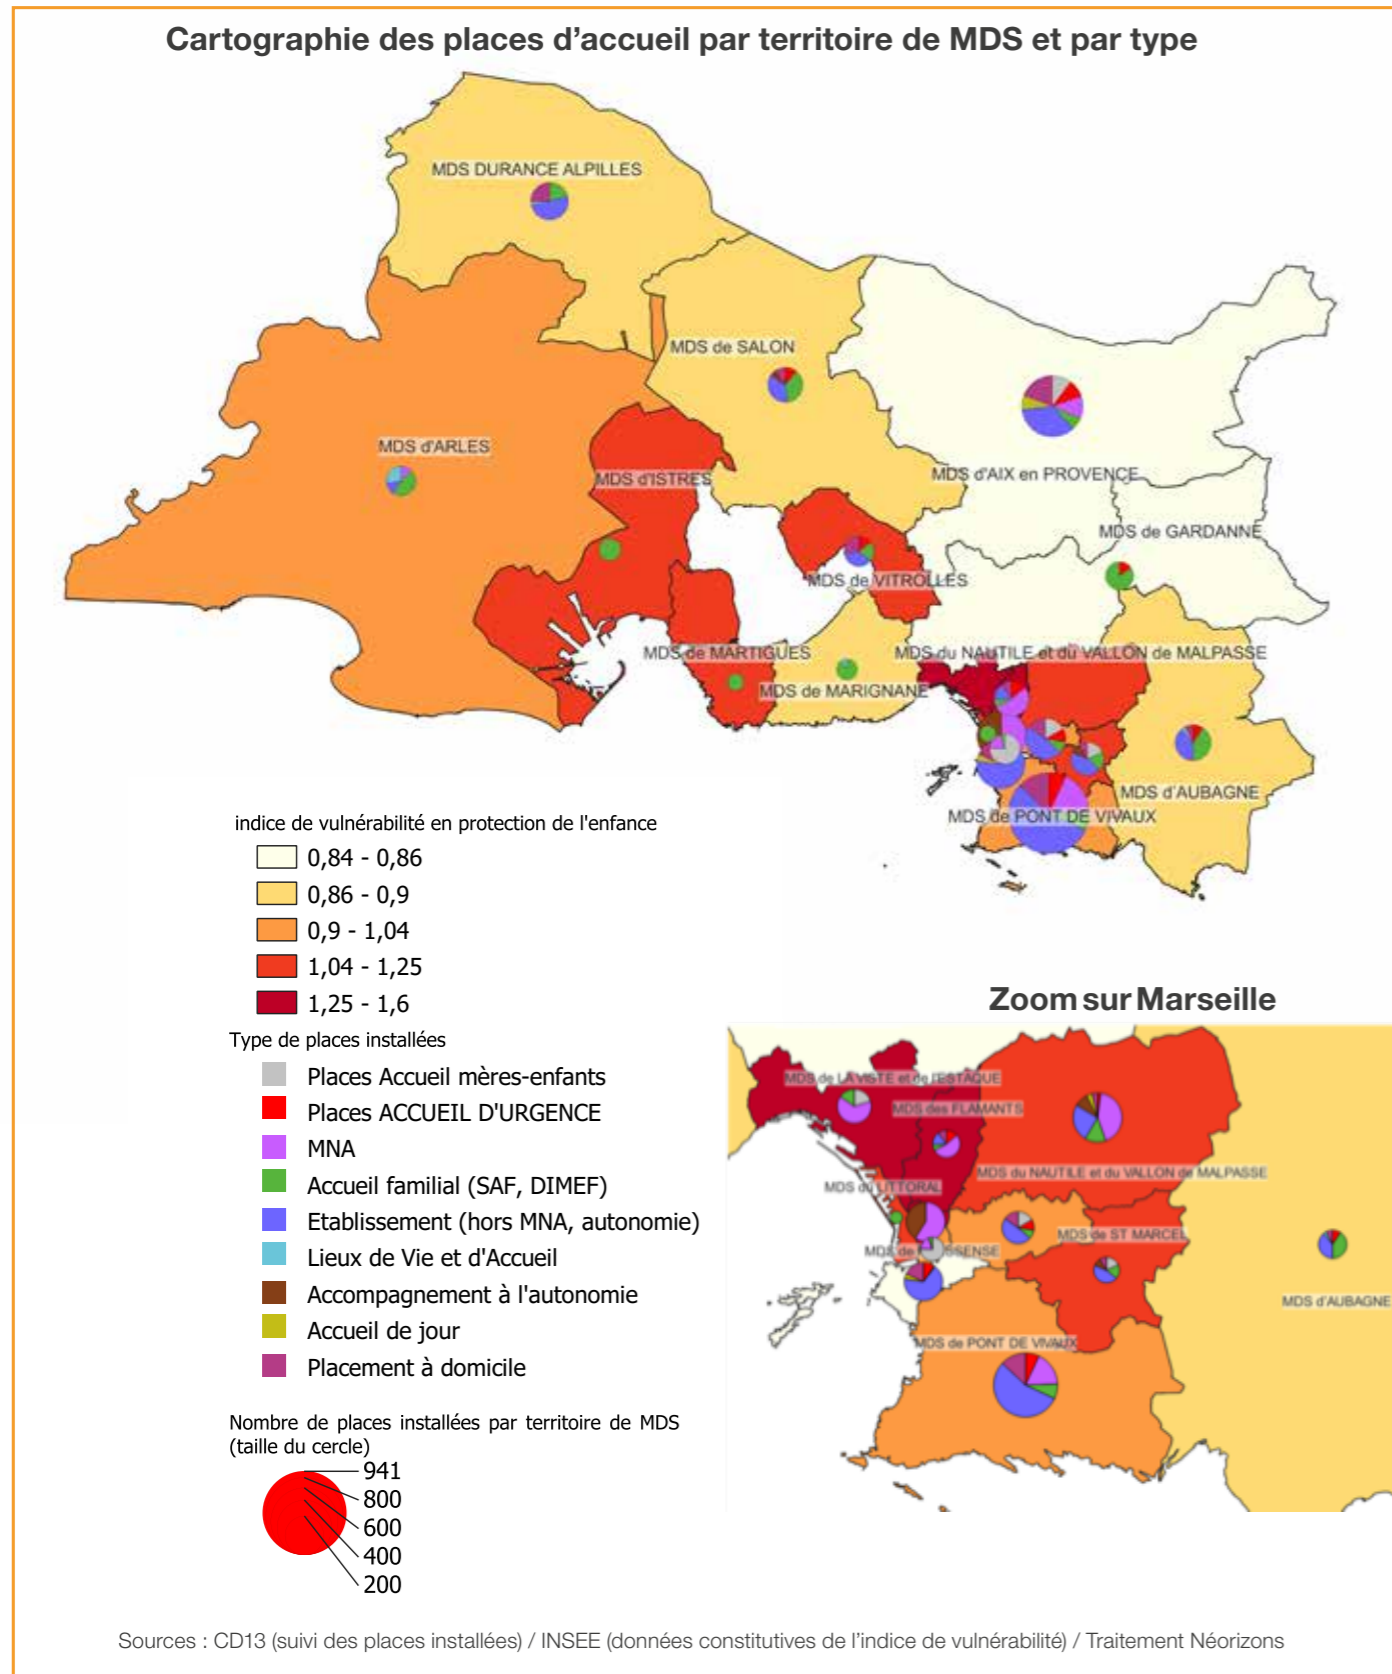 Cartographie des places d'accueil par territoire de MDS et par type
MDS DURANCE ALPILLES
MDS de SALON
MDS d'ARLES
MDS d'ISTRES
MDS d'AIX en PROVENCE
MDS de GARDANNE
MDS de VITROLLES
MDS de MARTIGUES
MDS du NAUTILE et du VALLON de MALPASSE
MDS de MARIGNANE
MDS d'AUBAGNE
MDS de PONT DE VIVAUX
indice de vulnérabilité en protection de l'enfance
0,84 - 0,86
0,86 - 0,9
0,9 - 1,04
1,04 - 1,25
1,25 - 1,6
Type de places installées
Places Accueil mères-enfants
Places ACCUEIL D'URGENCE
MNA
Accueil familial (SAF, DIMEF)
Etablissement (hors MNA, autonomie)
Lieux de Vie et d'Accueil
Accompagnement à l'autonomie
Accueil de jour
Placement à domicile
Nombre de places installées par territoire de MDS
(taille du cercle)
941
800
600
400
200
Zoom sur Marseille
MDS de LA VISTE et de l'ESTAQUE
MDS des FLAMANTS
MDS du NAUTILE et du VALLON de MALPASSE
MDS du LITTORAL
MDS de ST MARCEL
MDS de
MDS d'AUBAGNE
MDS de PONT DE VIVAUX
Sources : CD13 (suivi des places installées) / INSEE (données constitutives de l'indice de vulnérabilité) / Traitement Néorizons